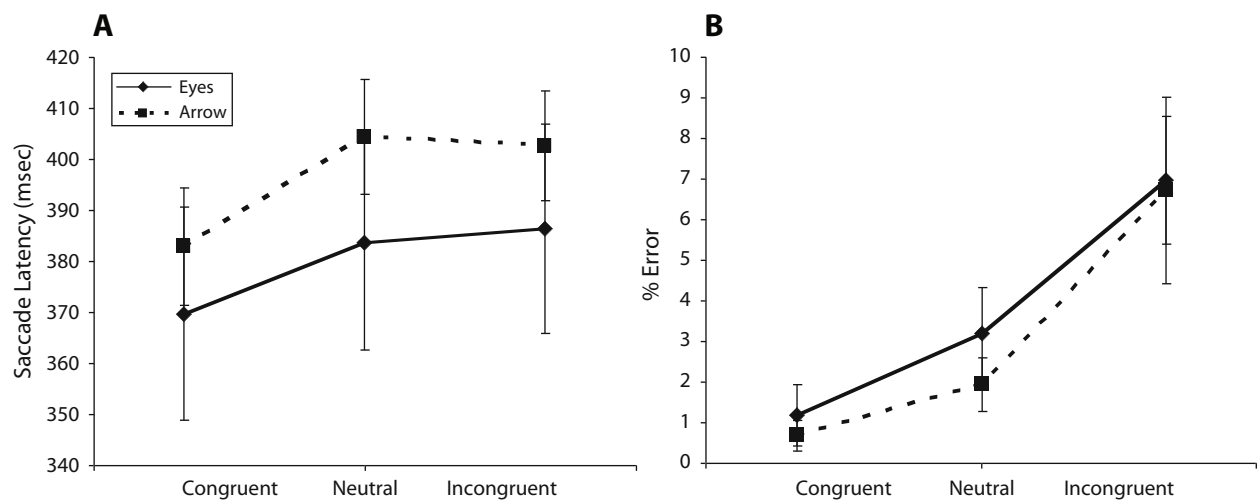 A
Saccade Latency (msec)
420
410
400
390
380
370
360
350
340
Eyes
Arrow
Congruent Neutral Incongruent
B
% Error
10
9
8
7
6
5
4
3
2
1
0
Congruent Neutral Incongruent